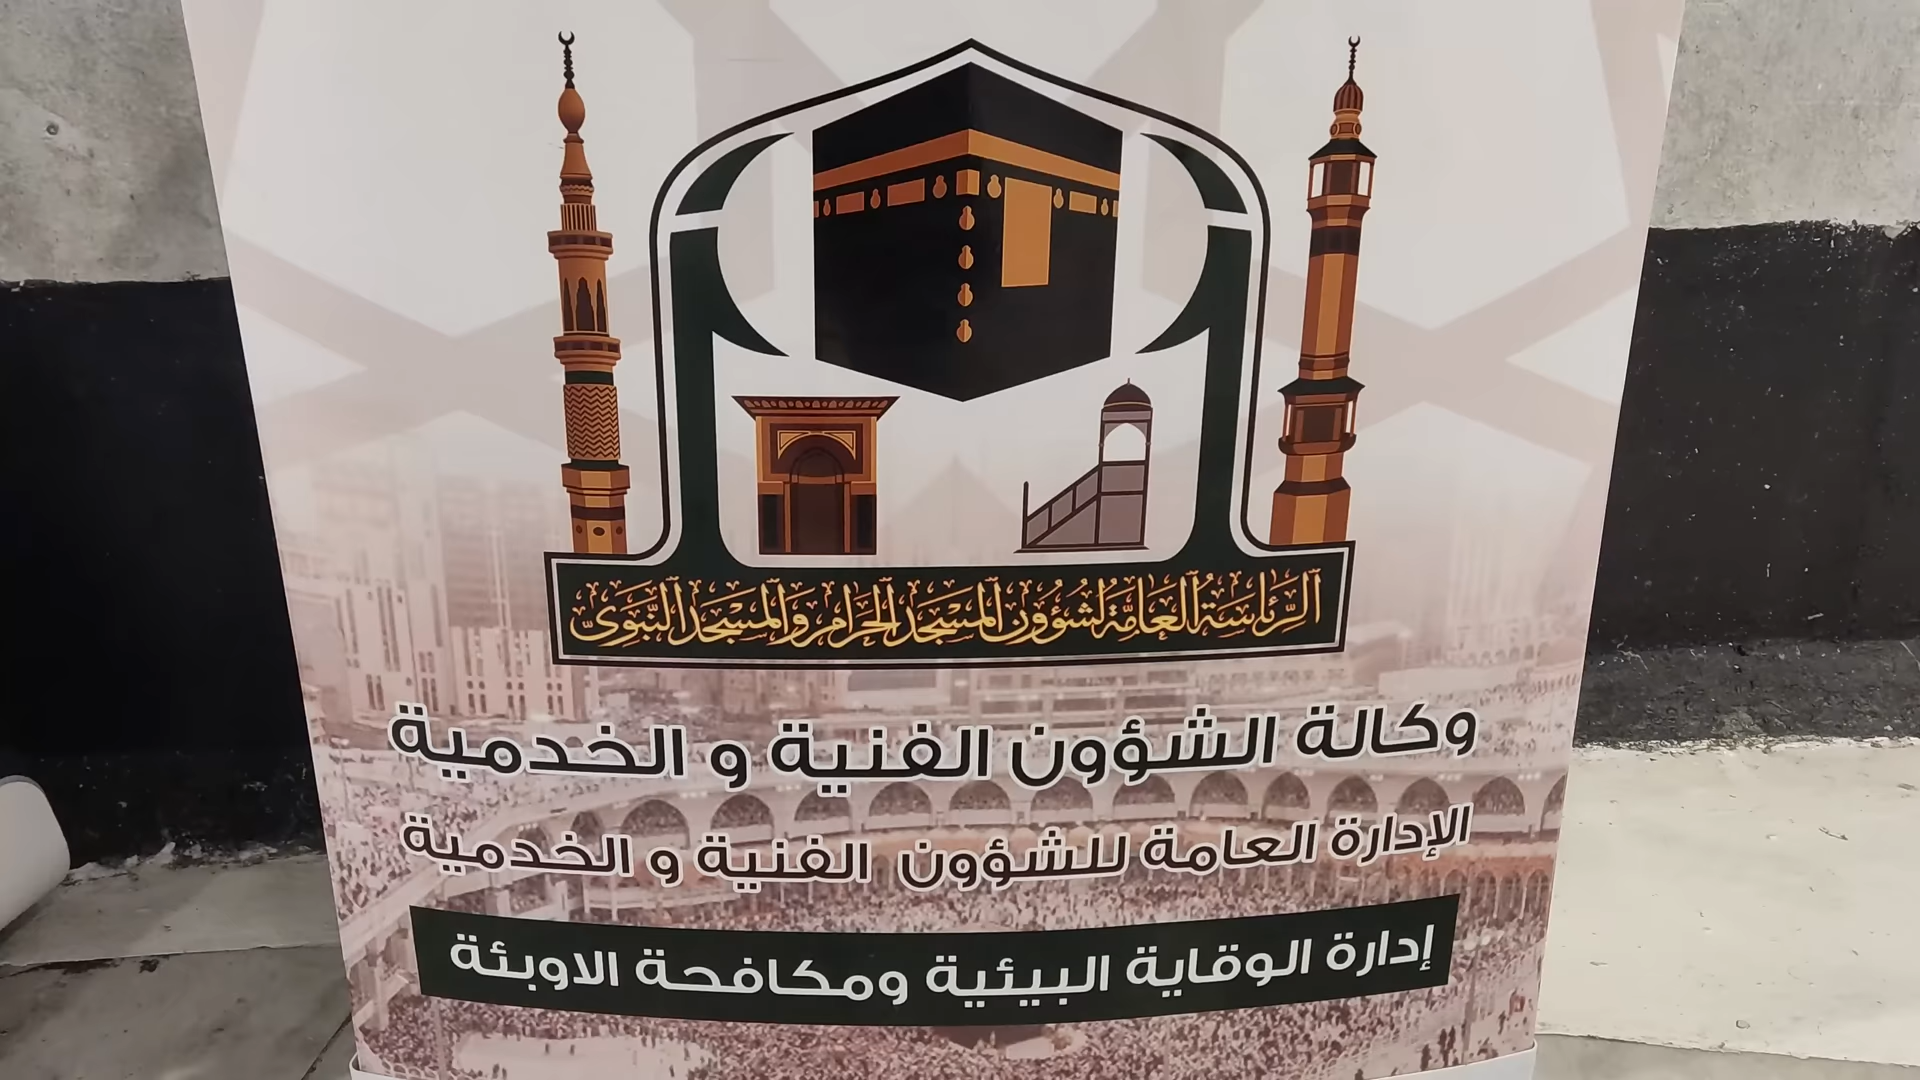 الرئاسة العامة لشؤون المسجد الحرام والمسجد النبوي
وكالة الشؤون الفنية و الخدمية
الإدارة العامة للشؤون الفنية و الخدمية
إدارة الوقاية البيئية ومكافحة الاوبئة